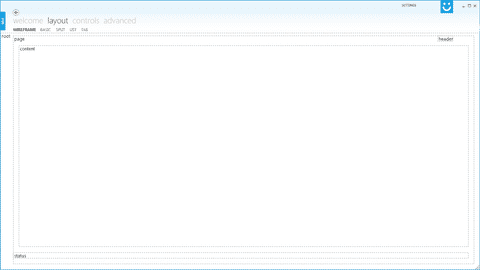 SETTINGS
welcome layout controls advanced
WIREFRAME BASIC SPLIT LIST TAB
root
page header
content
status